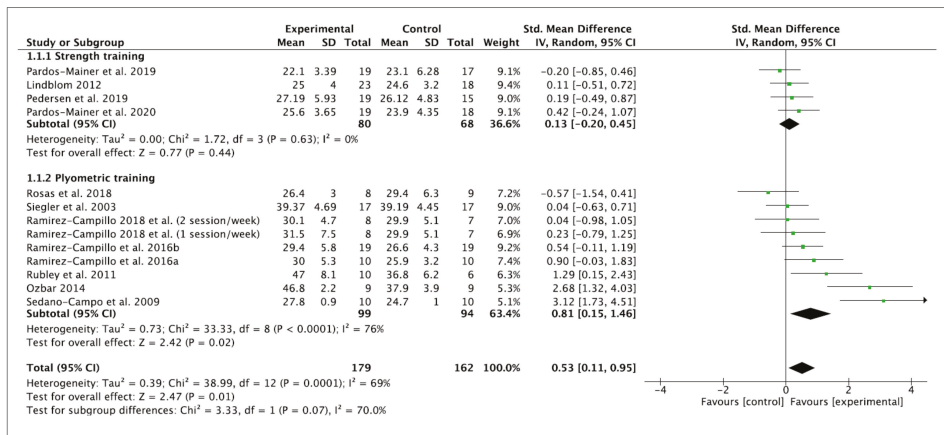 Experimental Control Std. Mean Difference Std. Mean Difference
Study or Subgroup Mean SD Total Mean SD Total Weight IV, Random, 95% CI IV, Random, 95% CI
1.1.1 Strength training
Pardos-Mainer et al. 2019 22.1 3.39 19 23.1 6.28 17 9.1% -0.20 [-0.85, 0.46]
Lindblom 2012 25 4 23 24.6 3.2 18 9.4% 0.11 [-0.51, 0.72]
Pedersen et al. 2019 27.19 5.93 19 26.12 4.83 15 9.0% 0.19 [-0.49, 0.87]
Pardos-Mainer et al. 2020 25.6 3.65 19 23.9 4.35 18 9.1% 0.42 [-0.24, 1.07]
Subtotal (95% CI) 80 68 36.6% 0.13 [-0.20, 0.45]
Heterogeneity: Tau² = 0.00; Chi² = 1.72, df = 3 (P = 0.63); I² = 0%
Test for overall effect: Z = 0.77 (P = 0.44)
1.1.2 Plyometric training
Rosas et al. 2018 26.4 3 8 29.4 6.3 9 7.2% -0.57 [-1.54, 0.41]
Siegler et al. 2003 39.37 4.69 17 39.19 4.45 17 9.0% 0.04 [-0.63, 0.71]
Ramirez-Campillo 2018 et al. (2 session/week) 30.1 4.7 8 29.9 5.1 7 7.0% 0.04 [-0.98, 1.05]
Ramirez-Campillo 2018 et al. (1 session/week) 31.5 7.5 8 29.9 5.1 7 6.9% 0.23 [-0.79, 1.25]
Ramirez-Campillo et al. 2016b 29.4 5.8 19 26.6 4.3 19 9.2% 0.54 [-0.11, 1.19]
Ramirez-Campillo et al. 2016a 30 5.3 10 25.9 3.2 10 7.4% 0.90 [-0.03, 1.83]
Rubley et al. 2011 47 8.1 10 36.8 6.2 6 6.3% 1.29 [0.15, 2.43]
Ozbar 2014 46.8 2.2 9 37.9 3.9 9 5.3% 2.68 [1.32, 4.03]
Sedano-Campo et al. 2009 27.8 0.9 10 24.7 1 10 5.1% 3.12 [1.73, 4.51]
Subtotal (95% CI) 99 94 63.4% 0.81 [0.15, 1.46]
Heterogeneity: Tau² = 0.73; Chi² = 33.33, df = 8 (P < 0.0001); I² = 76%
Test for overall effect: Z = 2.42 (P = 0.02)
Total (95% CI) 179 162 100.0% 0.53 [0.11, 0.95]
Heterogeneity: Tau² = 0.39; Chi² = 38.99, df = 12 (P = 0.0001); I² = 69%
Test for overall effect: Z = 2.47 (P = 0.01)
Test for subgroup differences: Chi² = 3.33, df = 1 (P = 0.07), I² = 70.0%
-4 -2 0 2 4
Favours [control] Favours [experimental]